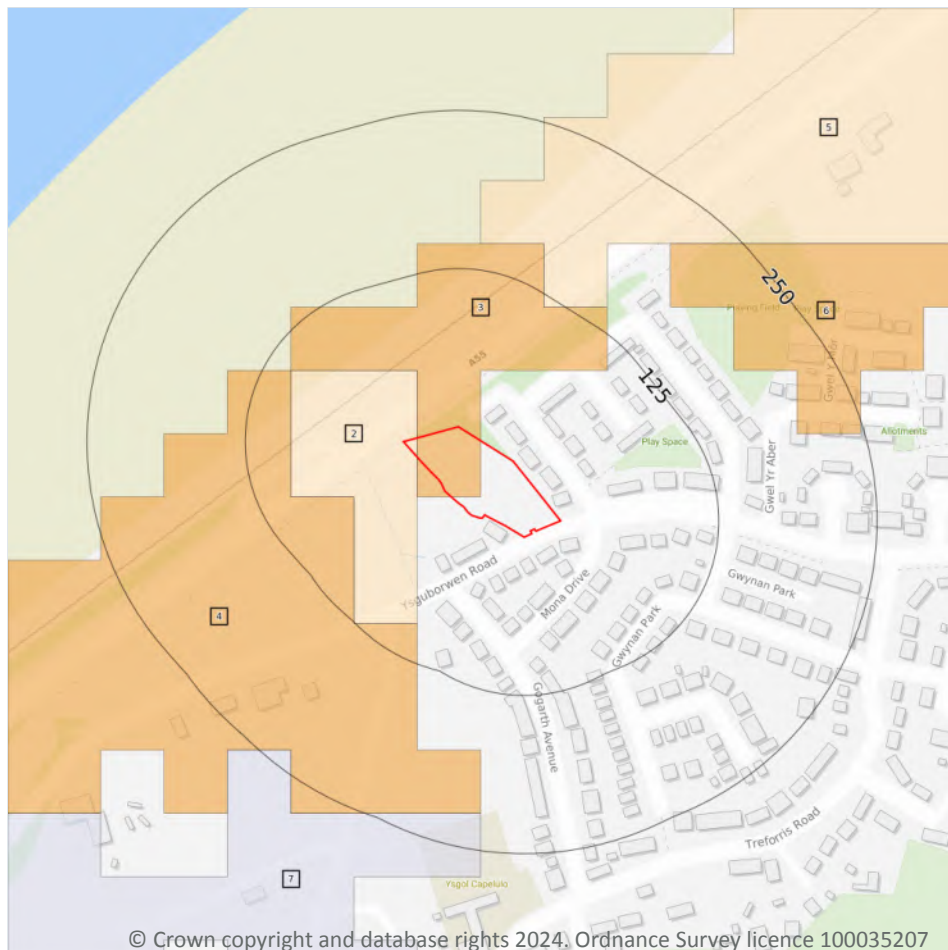 5
250
3
Playing Field
6
A55
Gwel Y Mor
125
2
Play Space
Allotments
Gwel Yr Aber
Ysguborwen Road
Mona Drive
Gwynan Park
Gwynan Park
4
Gogarth Avenue
Treforris Road
7
Ysgol Capelulo
© Crown copyright and database rights 2024. Ordnance Survey licence 100035207